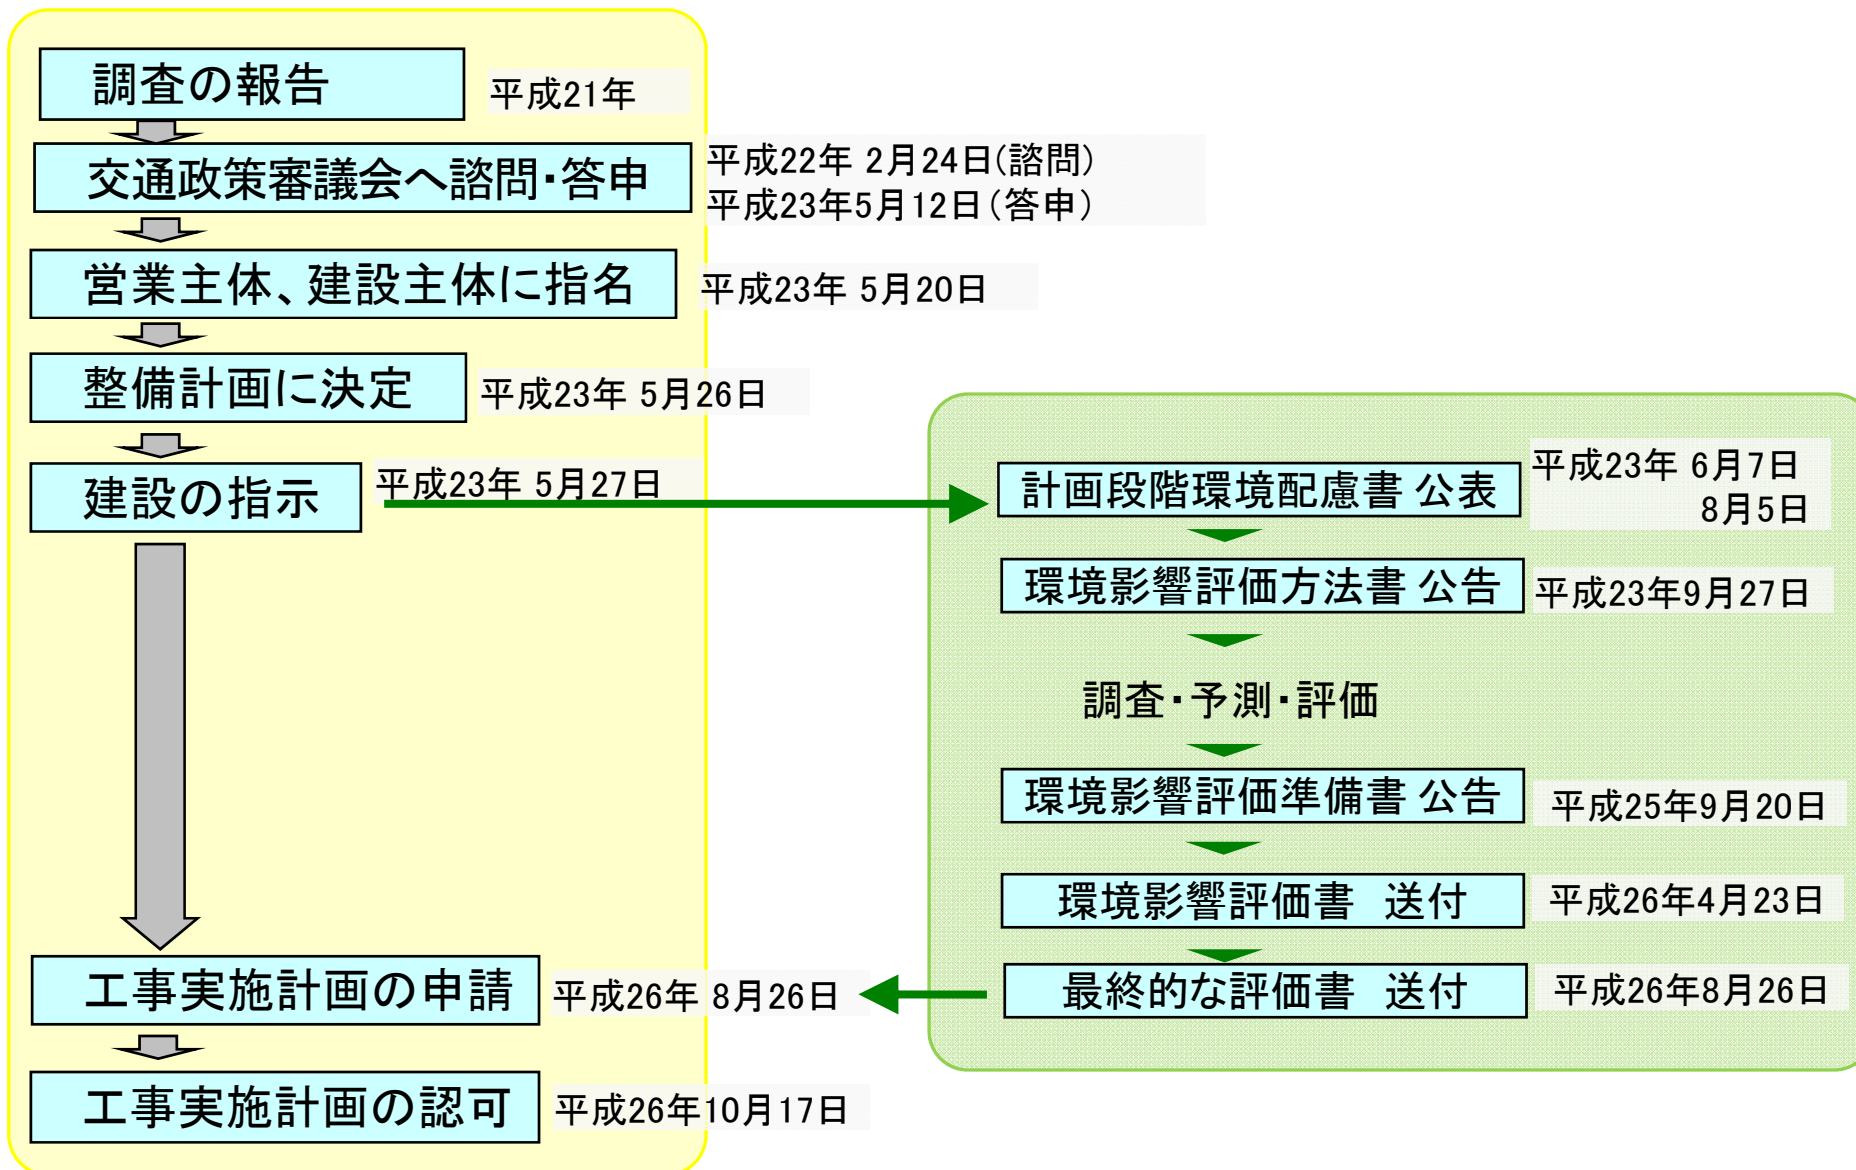 調査の報告
平成21年
交通政策審議会へ諮問・答申
平成22年 2月24日(諮問)
平成23年5月12日(答申)
営業主体、建設主体に指名
平成23年 5月20日
整備計画に決定
平成23年 5月26日
建設の指示
平成23年 5月27日
工事実施計画の申請
平成26年 8月26日
工事実施計画の認可
平成26年10月17日
計画段階環境配慮書 公表
平成23年 6月7日
8月5日
環境影響評価方法書 公告
平成23年9月27日
調査・予測・評価
環境影響評価準備書 公告
平成25年9月20日
環境影響評価書 送付
平成26年4月23日
最終的な評価書 送付
平成26年8月26日